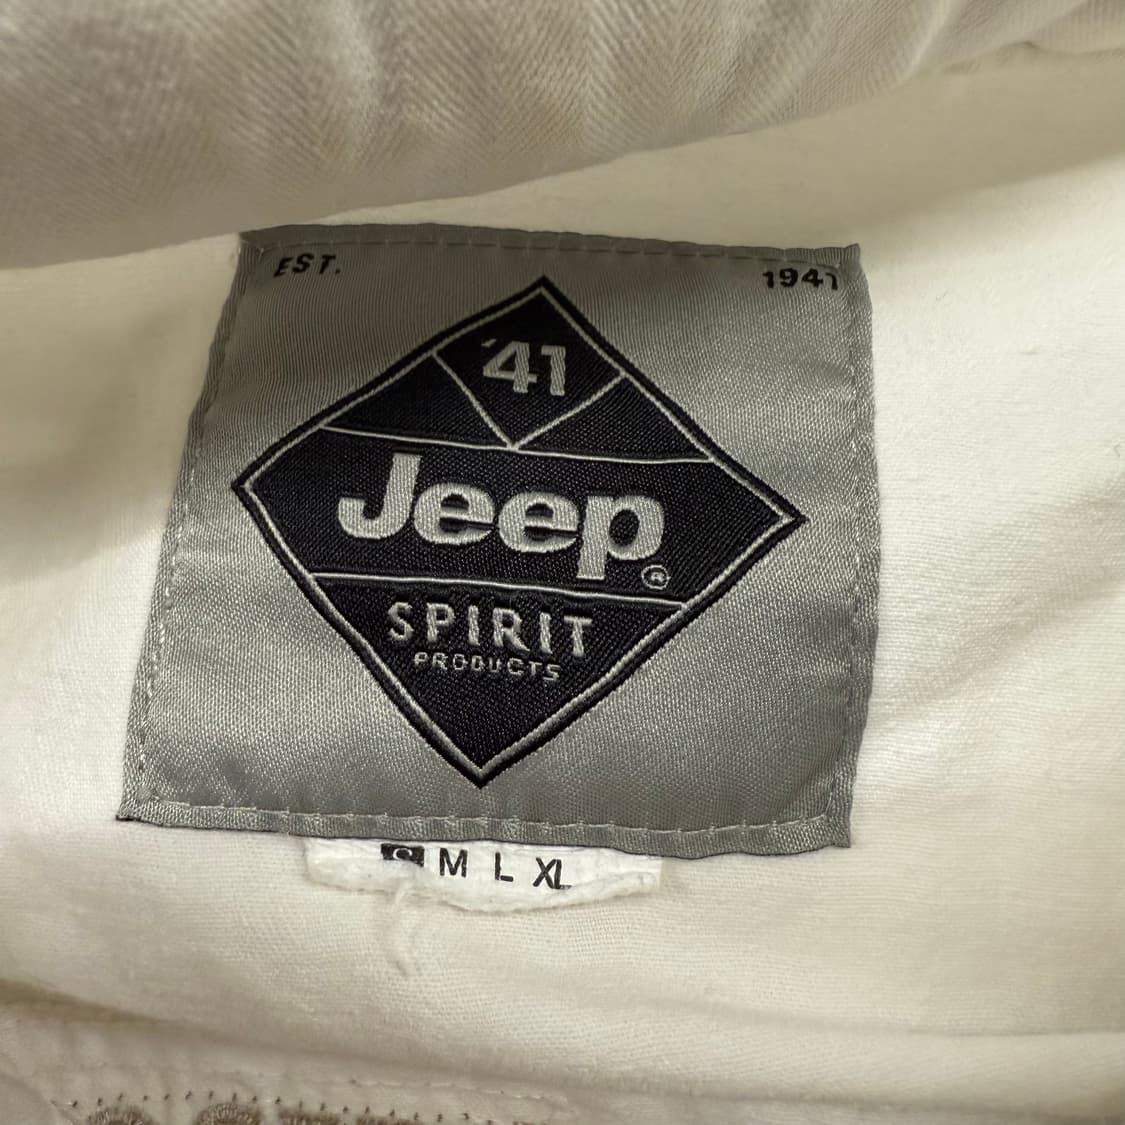 EST. 1941
'41
Jeep®
SPIRIT
PRODUCTS
S M L XL